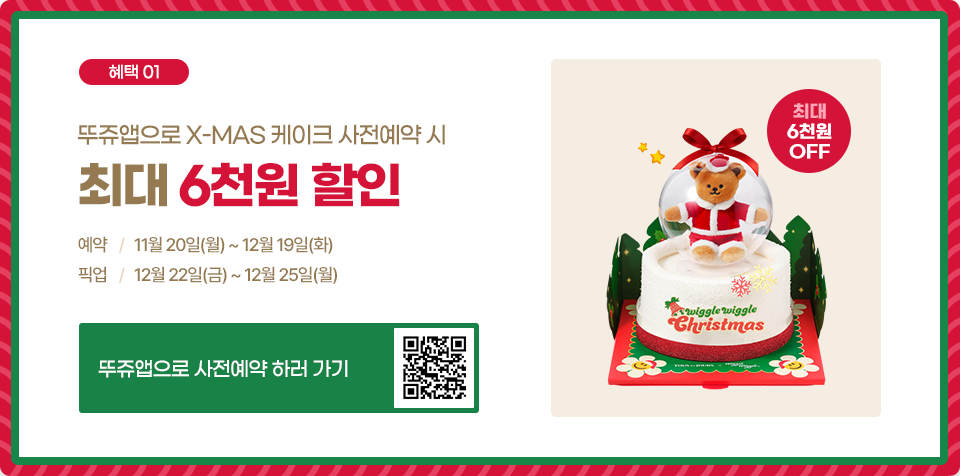 혜택 01
뚜쥬앱으로 X-MAS 케이크 사전예약 시
최대 6천원 할인
예약 / 11월 20일(월) ~ 12월 19일(화)
픽업 / 12월 22일(금) ~ 12월 25일(월)
뚜쥬앱으로 사전예약 하러 가기
최대
6천원
OFF
wiggle wiggle
Christmas